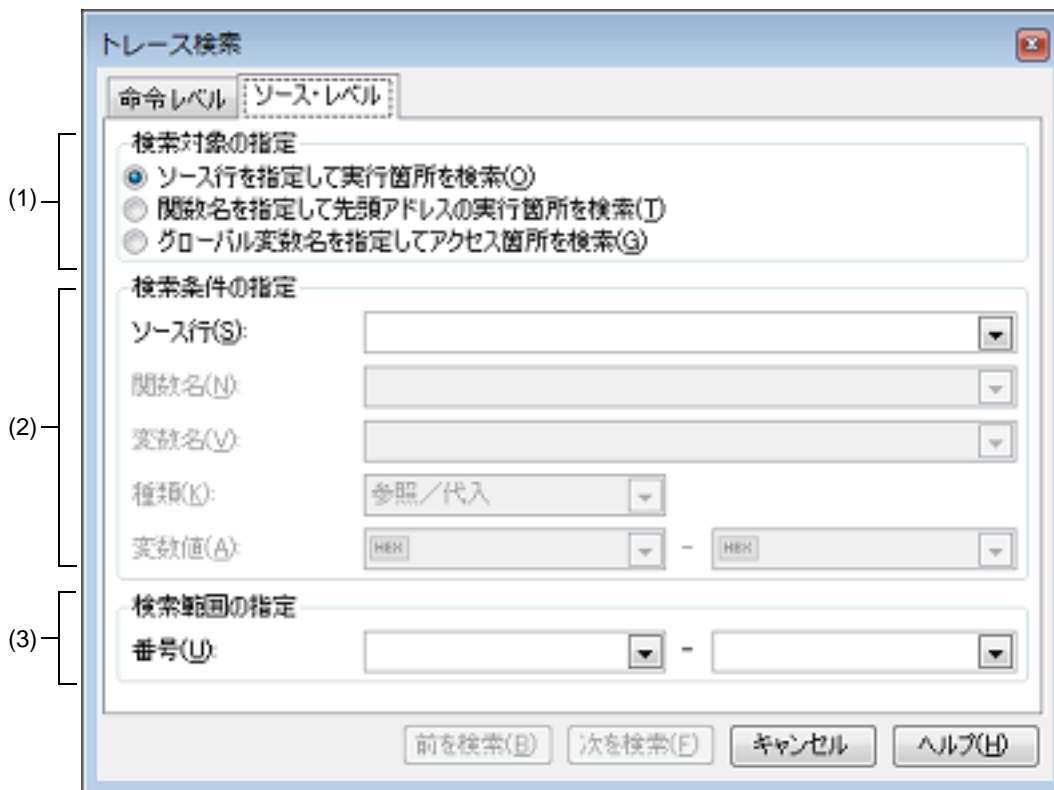 トレース検索
命令レベル ソース・レベル
(1)
検索対象の指定
ソース行を指定して実行箇所を検索(O)
関数名を指定して先頭アドレスの実行箇所を検索(T)
グローバル変数名を指定してアクセス箇所を検索(G)
(2)
検索条件の指定
ソース行(S):
関数名(N):
変数名(V):
種類(K): 参照／代入
変数値(A): HEX - HEX
(3)
検索範囲の指定
番号(U): -
前を検索(B) 次を検索(F) キャンセル ヘルプ(H)